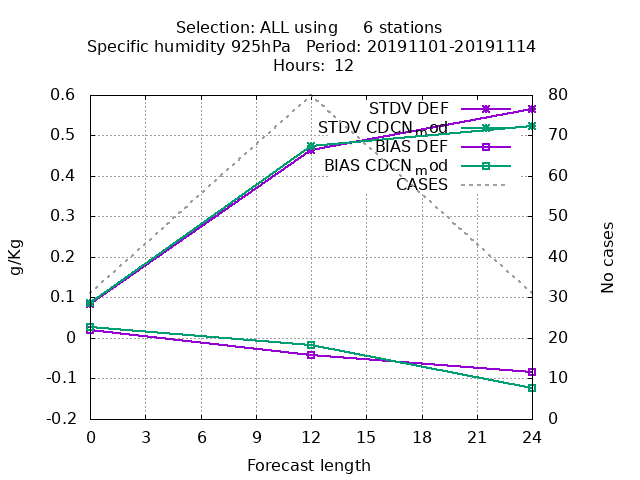 Selection: ALL using     6 stations
Specific humidity 925hPa   Period: 20191101-20191114
Hours: 12
STDV DEF
STDV CDCN_mod
BIAS DEF
BIAS CDCN_mod
CASES
g/Kg
0.6
0.5
0.4
0.3
0.2
0.1
0
-0.1
-0.2
80
70
60
50
40
30
20
10
0
No cases
0 3 6 9 12 15 18 21 24
Forecast length